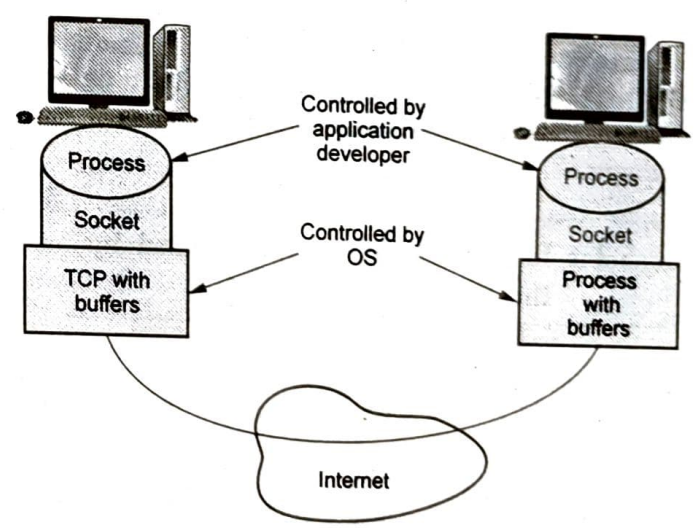 Controlled by
application
developer
Process
Process
Socket
Socket
Controlled by
OS
TCP with
buffers
Process
with
buffers
Internet